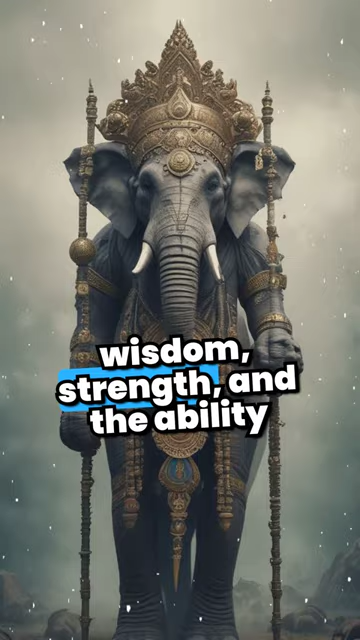 wisdom,
strength, and
the ability